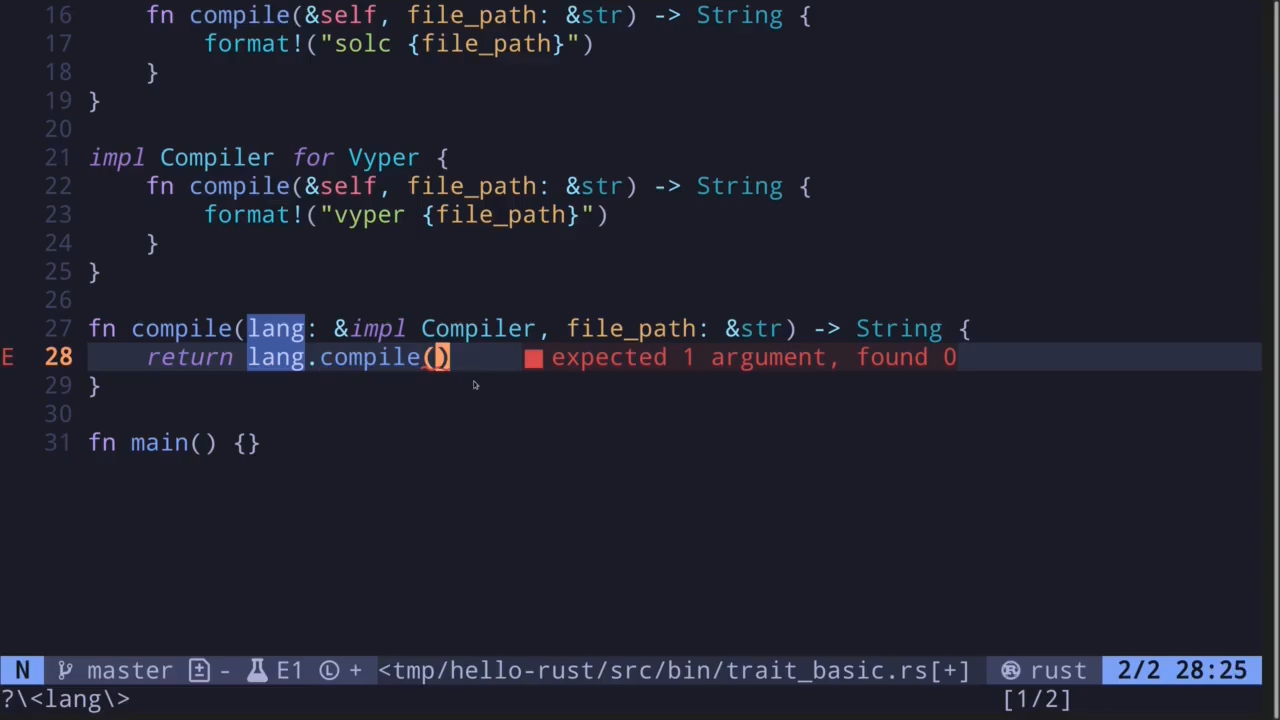 16     fn compile(&self, file_path: &str) -> String {
17         format!("solc {file_path}")
18     }
19 }
20
21 impl Compiler for Vyper {
22     fn compile(&self, file_path: &str) -> String {
23         format!("vyper {file_path}")
24     }
25 }
26
27 fn compile(lang: &impl Compiler, file_path: &str) -> String {
E 28     return lang.compile()     ■ expected 1 argument, found 0
29 }
30
31 fn main() {}
N master - E1 Ⓛ + <tmp/hello-rust/src/bin/trait_basic.rs[+] rust 2/2 28:25
?\<lang\> [1/2]